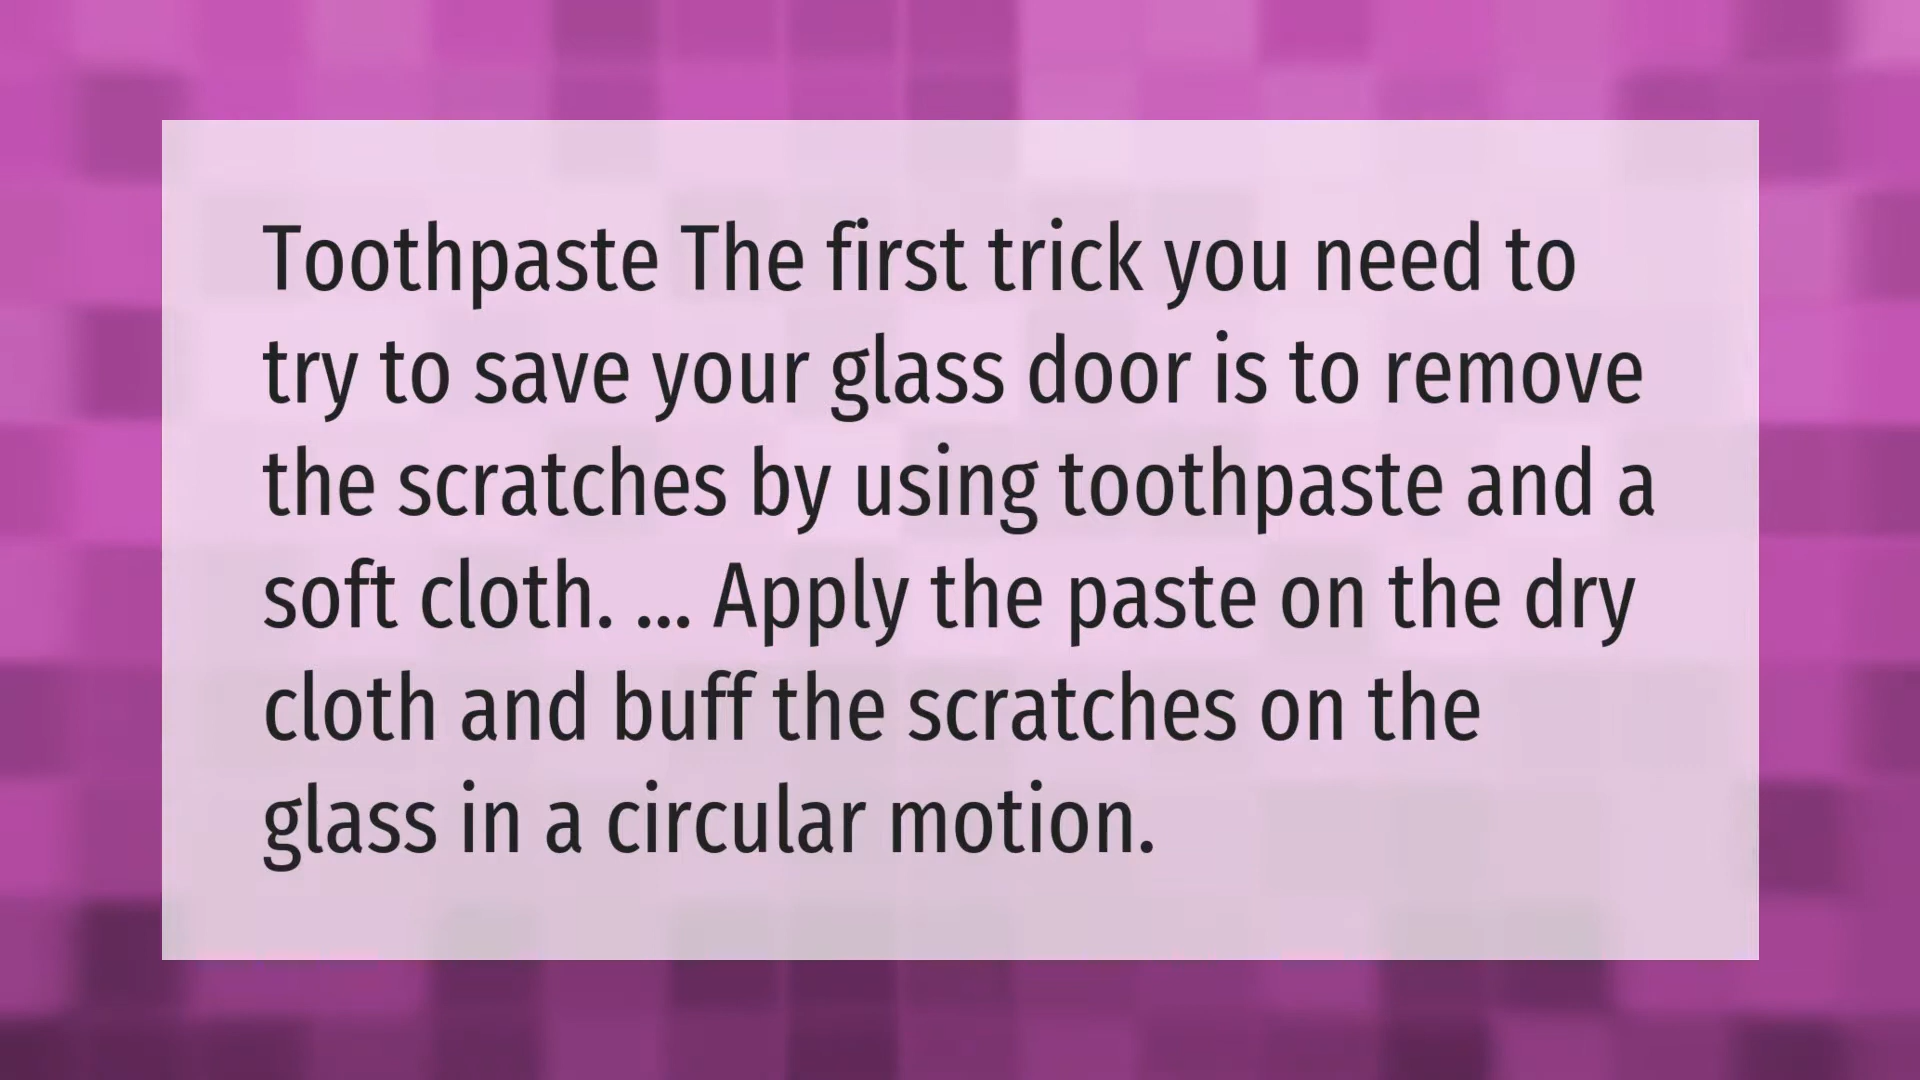 Toothpaste The first trick you need to
try to save your glass door is to remove
the scratches by using toothpaste and a
soft cloth. ... Apply the paste on the dry
cloth and buff the scratches on the
glass in a circular motion.